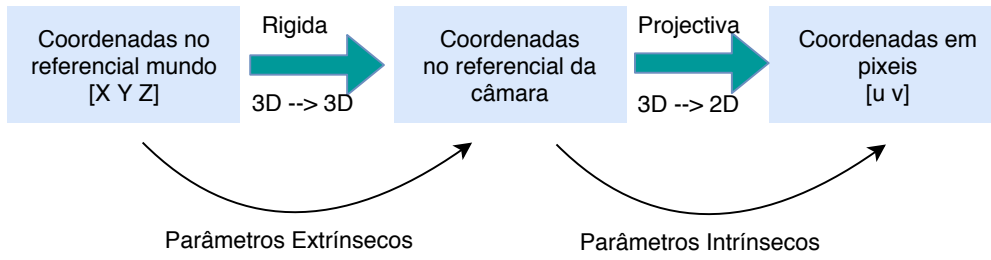 Coordenadas no
referencial mundo
[X Y Z]
Rigida
3D --> 3D
Coordenadas
no referencial da
câmara
Projectiva
3D --> 2D
Coordenadas em
pixeis
[u v]
Parâmetros Extrínsecos
Parâmetros Intrínsecos